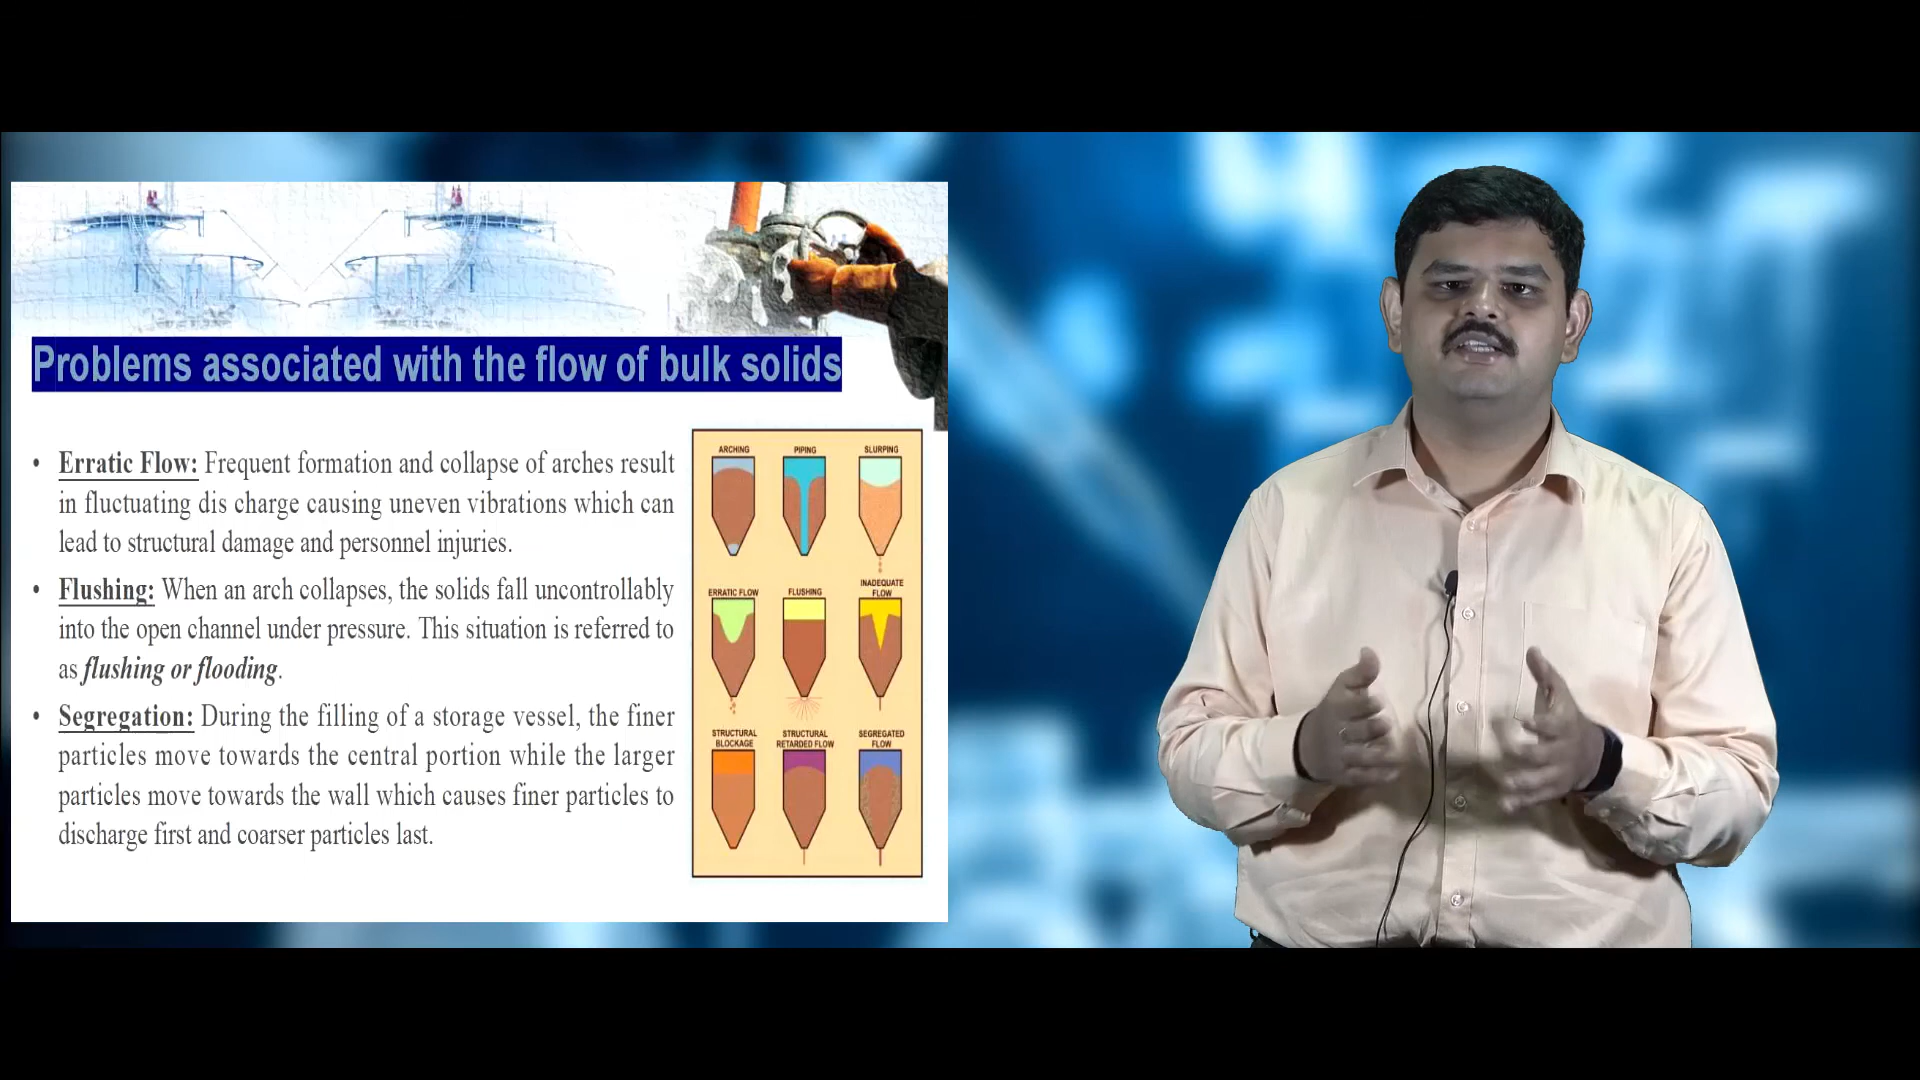 Problems associated with the flow of bulk solids
• Erratic Flow: Frequent formation and collapse of arches result
in fluctuating dis charge causing uneven vibrations which can
lead to structural damage and personnel injuries.
• Flushing: When an arch collapses, the solids fall uncontrollably
into the open channel under pressure. This situation is referred to
as flushing or flooding.
• Segregation: During the filling of a storage vessel, the finer
particles move towards the central portion while the larger
particles move towards the wall which causes finer particles to
discharge first and coarser particles last.
ARCHING
PIPING
SLURPING
ERRATIC FLOW
FLUSHING
INADEQUATE
FLOW
STRUCTURAL
BLOCKAGE
STRUCTURAL
RETARDED FLOW
SEGREGATED
FLOW